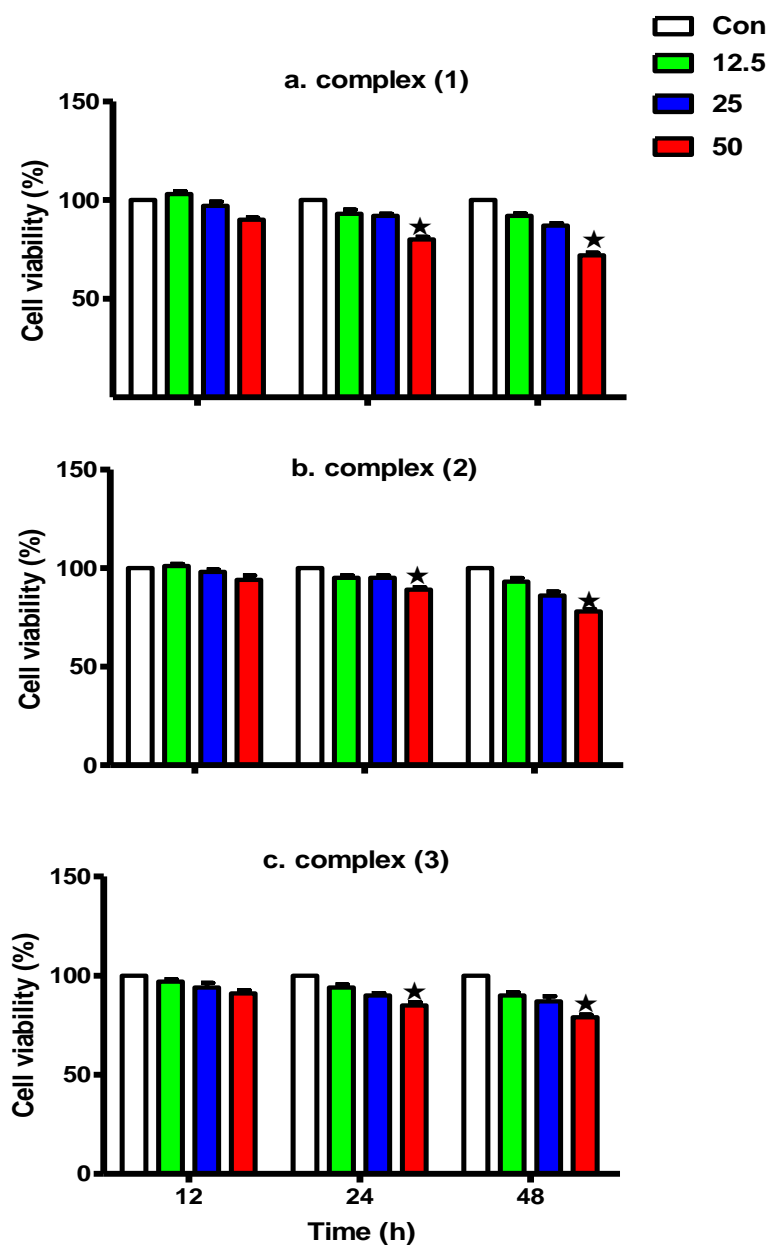 Con
12.5
25
50
a. complex (1)
150
100
50
Cell viability (%)
b. complex (2)
150
100
50
0
Cell viability (%)
c. complex (3)
150
100
50
0
Cell viability (%)
12 24 48
Time (h)